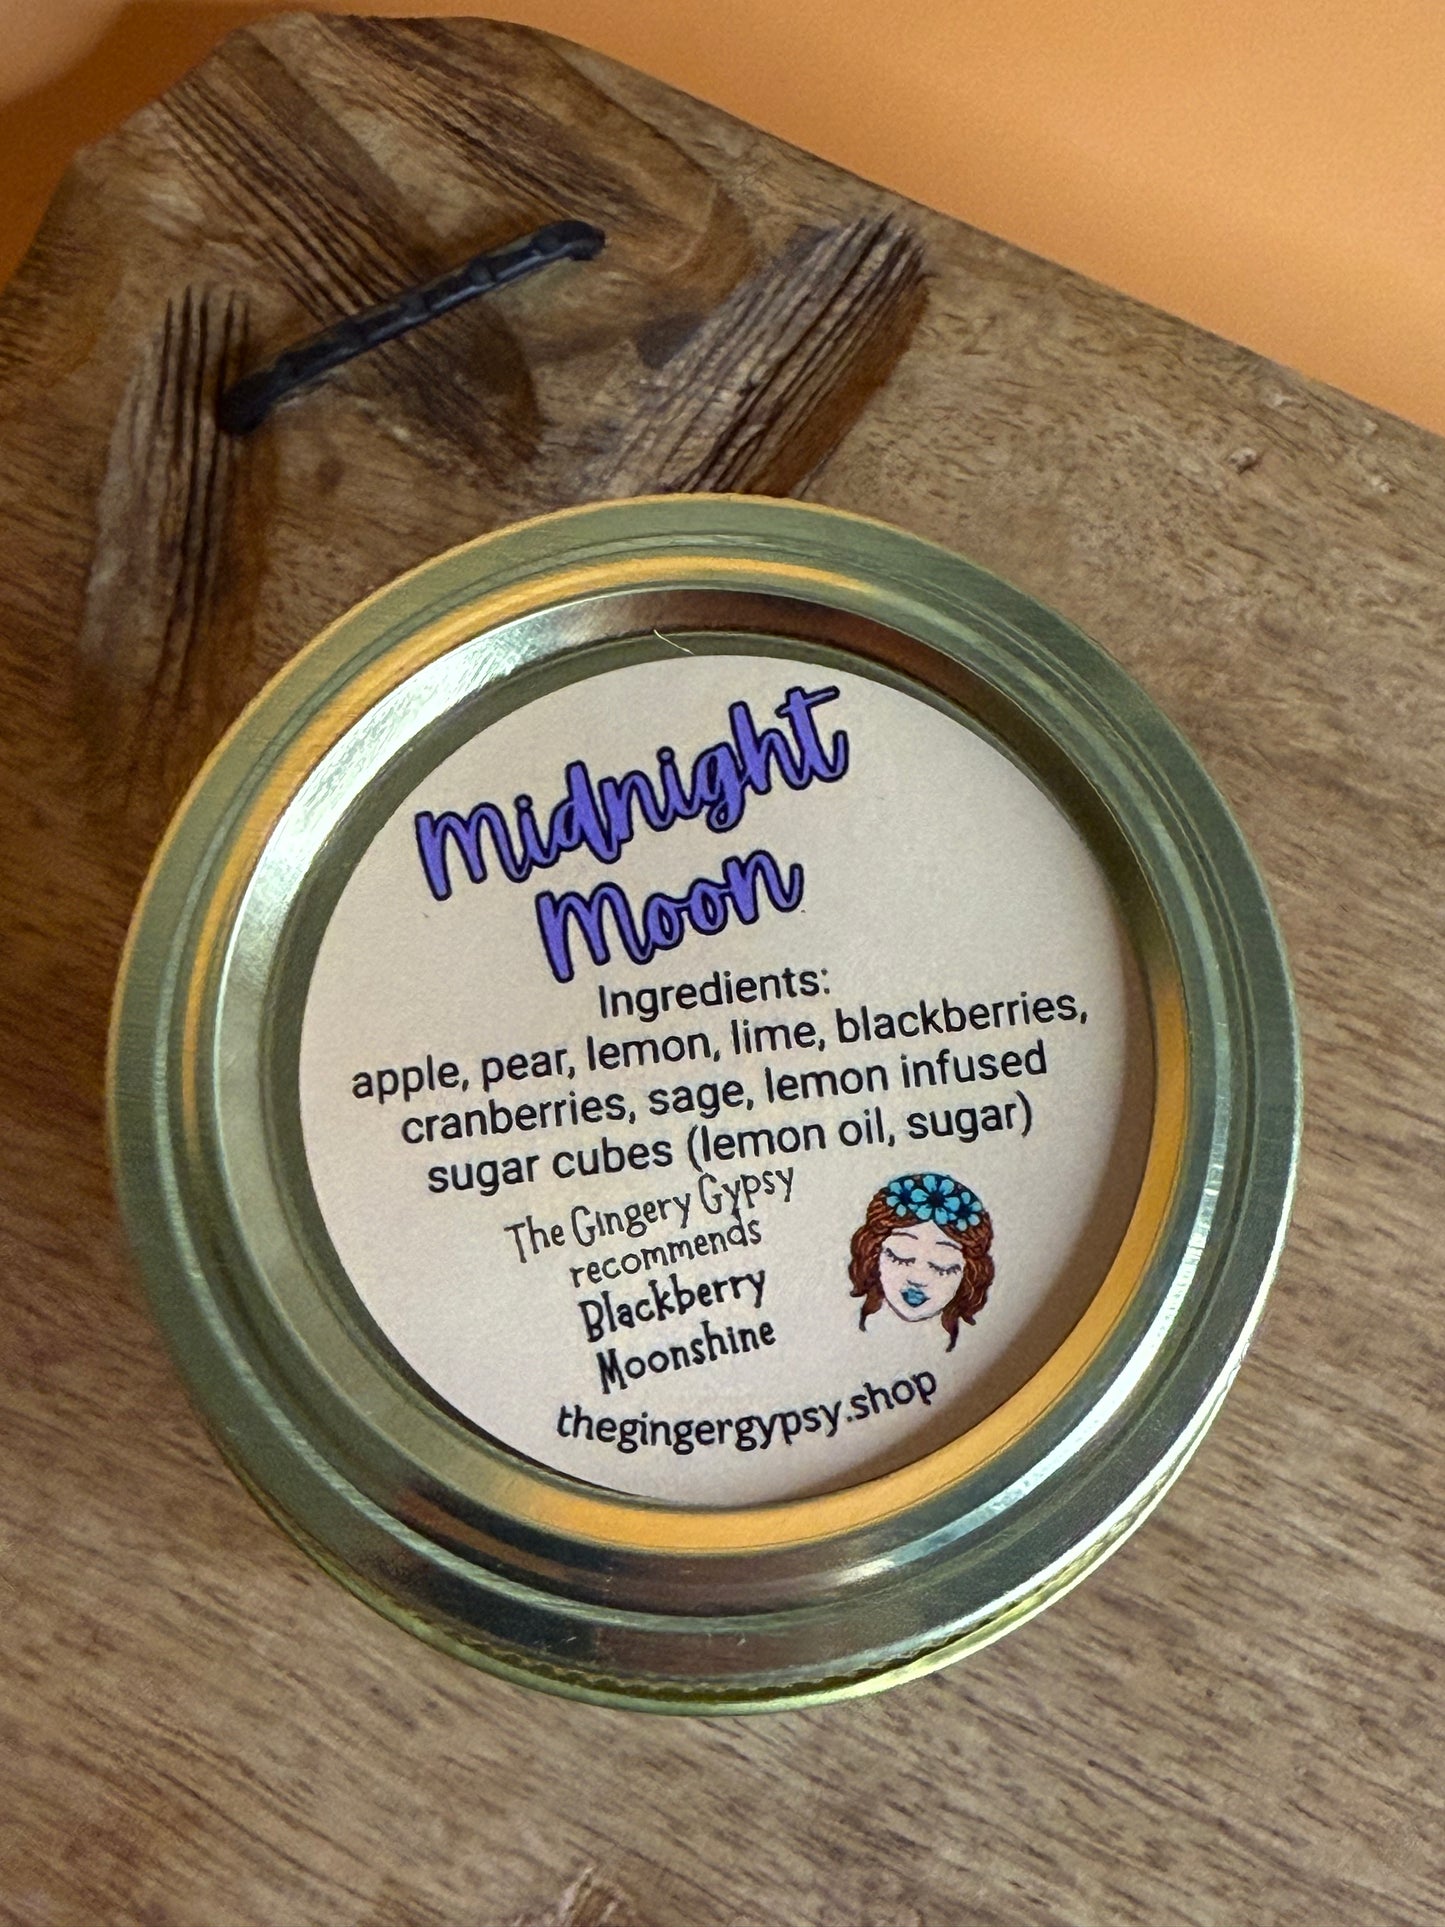 Midnight
Moon
Ingredients:
apple, pear, lemon, lime, blackberries,
cranberries, sage, lemon infused
sugar cubes (lemon oil, sugar)
The Gingery Gypsy
recommends
Blackberry
Moonshine
thegingergypsy.shop